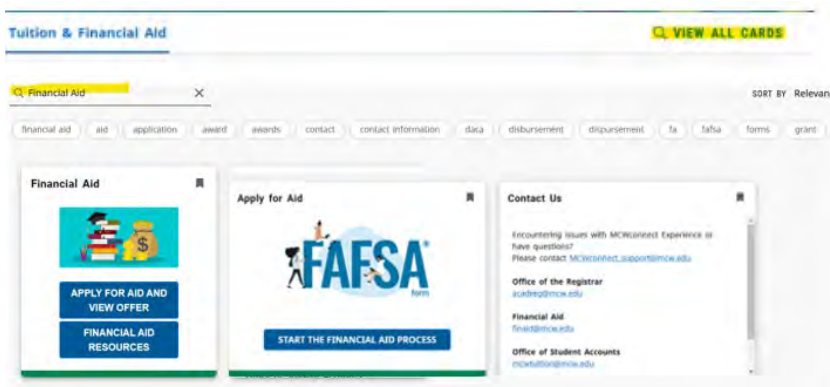 Tuition & Financial Aid
VIEW ALL CARDS
Financial Aid
SORT BY Relevan
financial aid aid application award awards contact contact information daca disbursement dispursement fa fafsa forms grant
Financial Aid
APPLY FOR AID AND
VIEW OFFER
FINANCIAL AID
RESOURCES
Apply for Aid
FAFSA
form
START THE FINANCIAL AID PROCESS
Contact Us
Encountering issues with MCWconnect Experience or
have questions?
Please contact MCWconnect_support@mcw.edu
Office of the Registrar
acadreg@mcw.edu
Financial Aid
finaid@mcw.edu
Office of Student Accounts
mcwtuition@mcw.edu